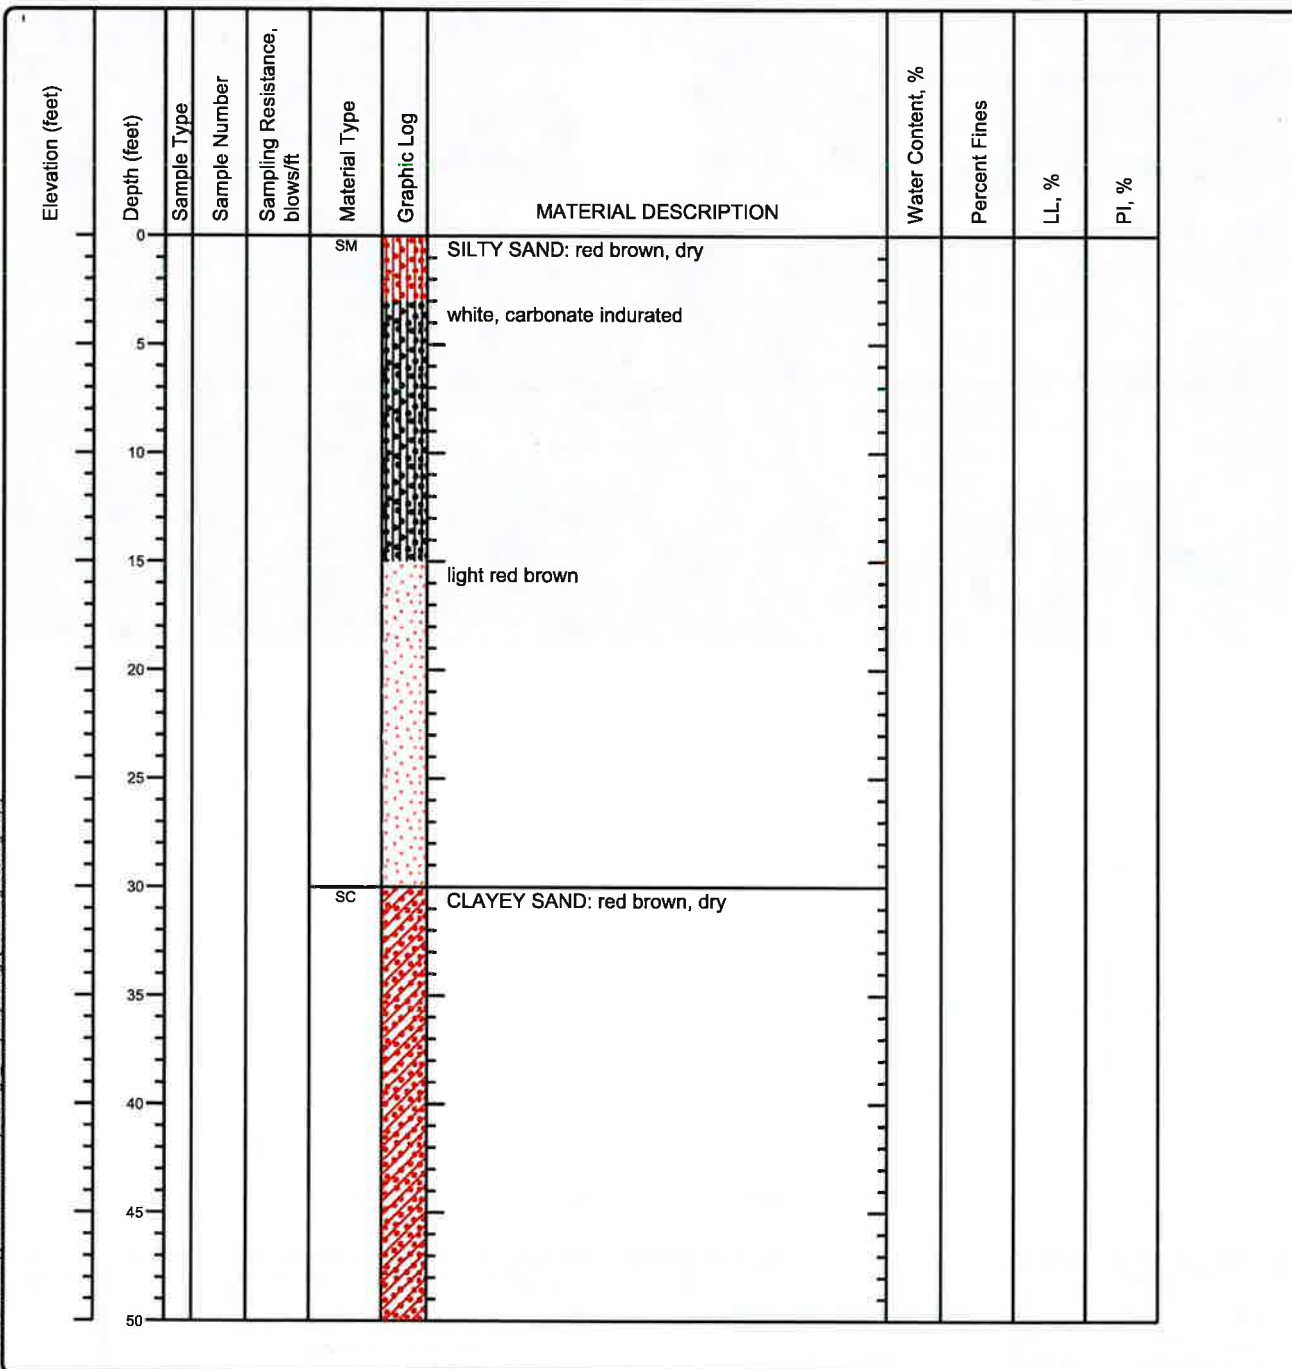 Elevation (feet)
Depth (feet)
Sample Type
Sample Number
Sampling Resistance,
blows/ft
Material Type
Graphic Log
MATERIAL DESCRIPTION
Water Content, %
Percent Fines
LL, %
PI, %
0
SM
SILTY SAND: red brown, dry
white, carbonate indurated
5
10
15
light red brown
20
25
30
SC
CLAYEY SAND: red brown, dry
35
40
45
50